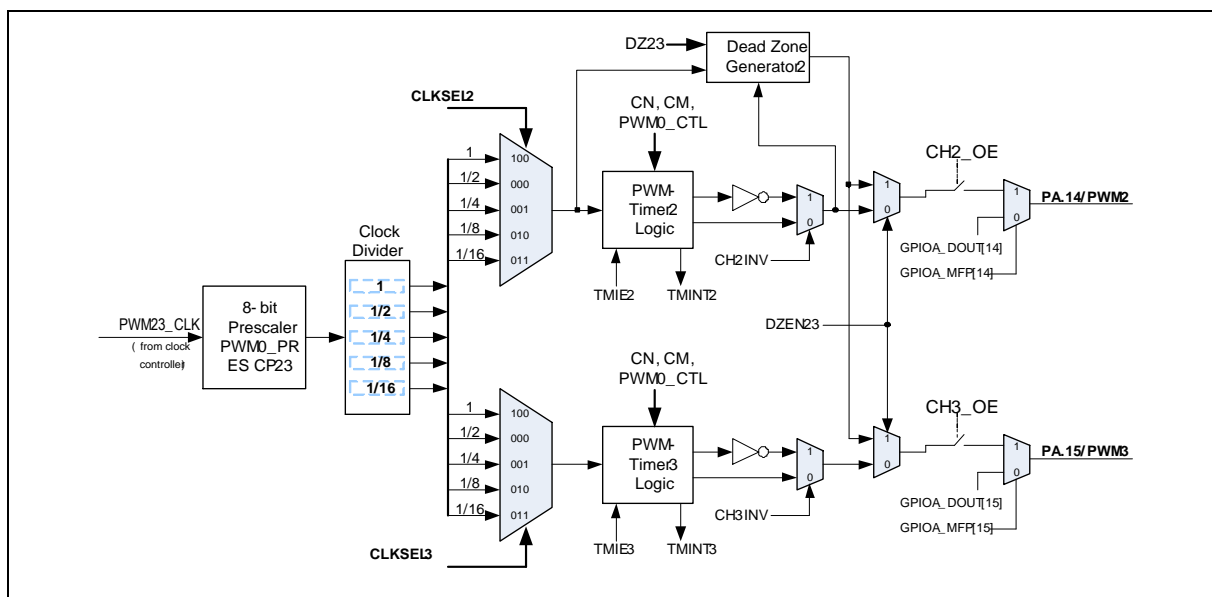 DZ23
Dead Zone
Generator2
CLKSEL2
CN, CM,
PWM0_CTL
1
1/2
1/4
1/8
1/16
100
000
001
010
011
PWM-
Timer2
Logic
1
0
CH2INV
TMIE2
TMINT2
CH2_OE
1
0
1
0
PA.14/PWM2
GPIOA_DOUT[14]
GPIOA_MFP[14]
Clock
Divider
1
1/2
1/4
1/8
1/16
PWM23_CLK
( from clock
controller)
8- bit
Prescaler
PWM0_PR
ES CP23
DZEN23
CN, CM,
PWM0_CTL
1
1/2
1/4
1/8
1/16
100
000
001
010
011
CLKSEL3
PWM-
Timer3
Logic
1
0
CH3INV
TMIE3
TMINT3
CH3_OE
1
0
1
0
PA.15/PWM3
GPIOA_DOUT[15]
GPIOA_MFP[15]